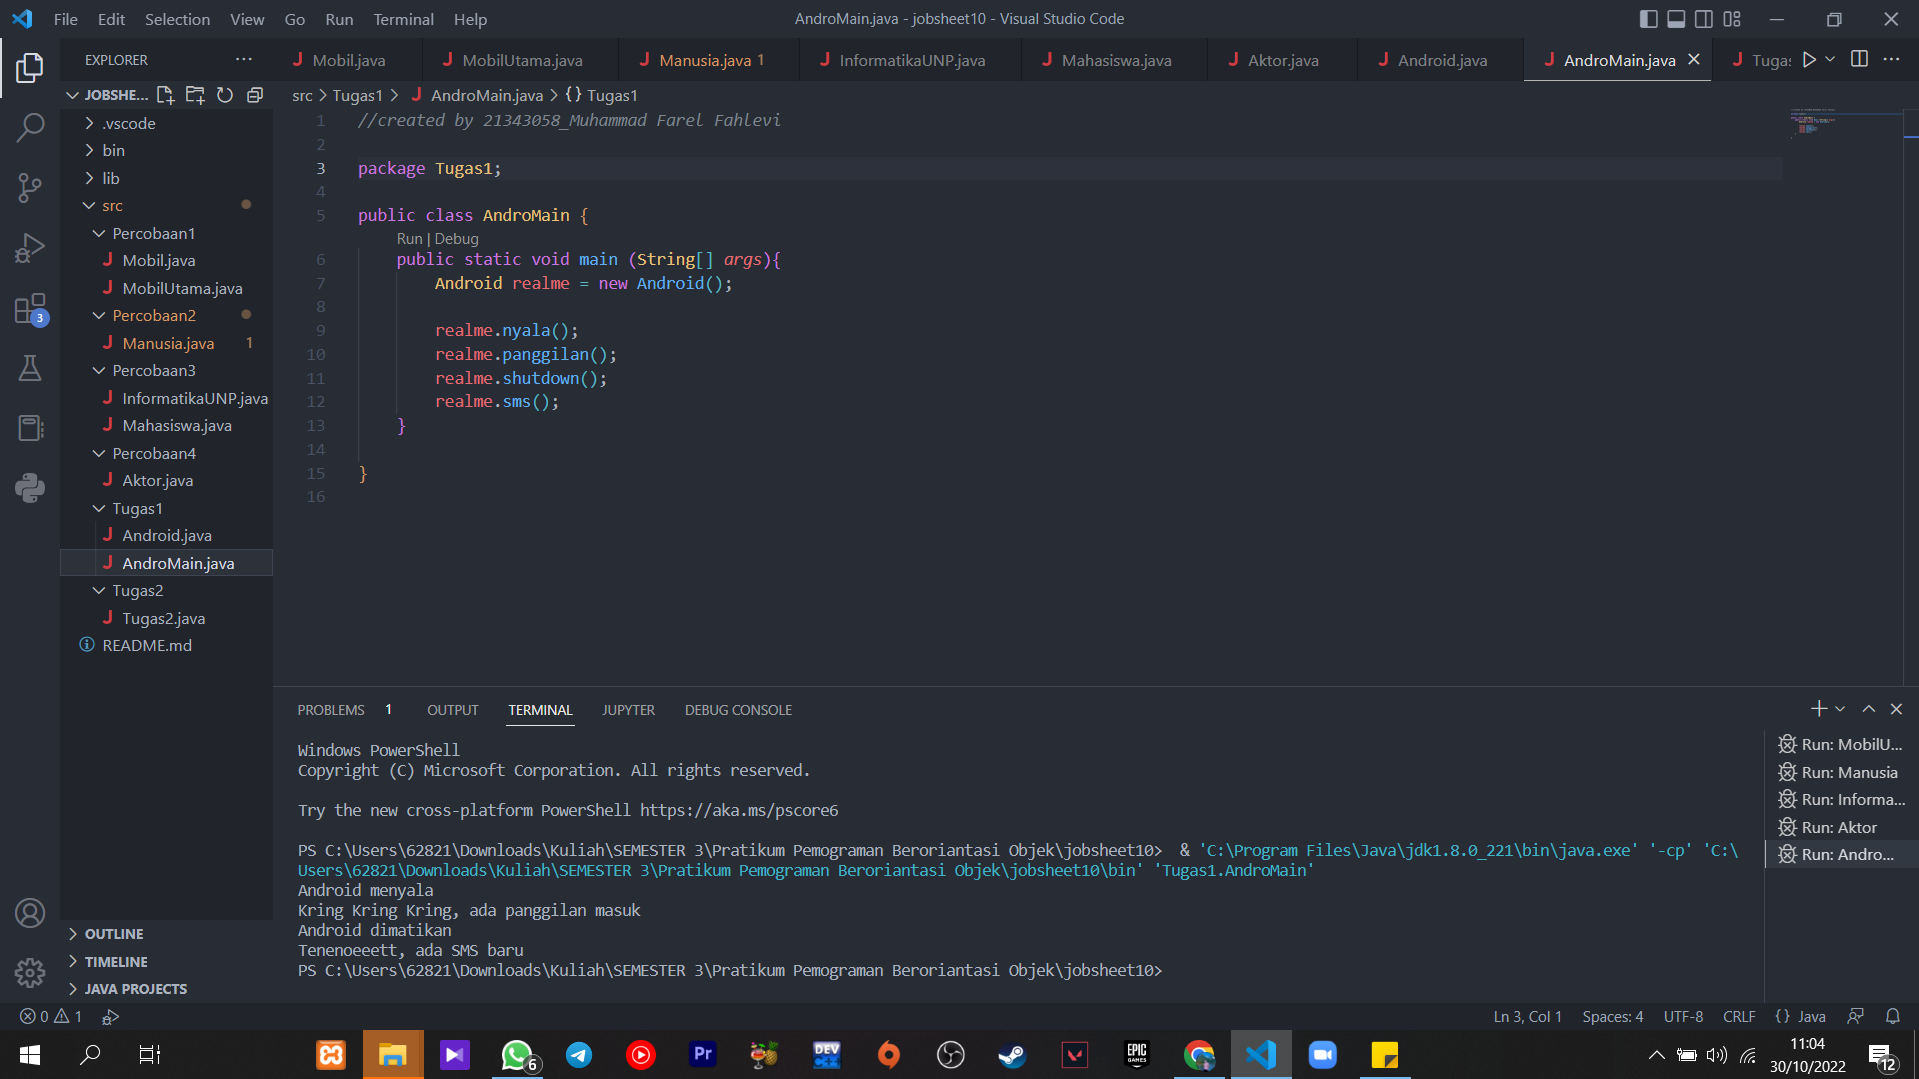 File Edit Selection View Go Run Terminal Help
AndroMain.java - jobsheet10 - Visual Studio Code
EXPLORER
Mobil.java MobilUtama.java Manusia.java 1 InformatikaUNP.java Mahasiswa.java Aktor.java Android.java AndroMain.java Tugas
JOBSHE...
.vscode
bin
lib
src
Percobaan1
Mobil.java
MobilUtama.java
Percobaan2
Manusia.java 1
Percobaan3
InformatikaUNP.java
Mahasiswa.java
Percobaan4
Aktor.java
Tugas1
Android.java
AndroMain.java
Tugas2
Tugas2.java
README.md
OUTLINE
TIMELINE
JAVA PROJECTS
3
src > Tugas1 > AndroMain.java > {} Tugas1
1 //created by 21343058_Muhammad Farel Fahlevi
2
3 package Tugas1;
4
5 public class AndroMain {
Run | Debug
6 public static void main (String[] args){
7 Android realme = new Android();
8
9 realme.nyala();
10 realme.panggilan();
11 realme.shutdown();
12 realme.sms();
13 }
14
15 }
16
PROBLEMS 1 OUTPUT TERMINAL JUPYTER DEBUG CONSOLE
Windows PowerShell
Copyright (C) Microsoft Corporation. All rights reserved.
Try the new cross-platform PowerShell https://aka.ms/pscore6
PS C:\Users\62821\Downloads\Kuliah\SEMESTER 3\Pratikum Pemograman Beroriantasi Objek\jobsheet10> & 'C:\Program Files\Java\jdk1.8.0_221\bin\java.exe' '-cp' 'C:\
Users\62821\Downloads\Kuliah\SEMESTER 3\Pratikum Pemograman Beroriantasi Objek\jobsheet10\bin' 'Tugas1.AndroMain'
Android menyala
Kring Kring Kring, ada panggilan masuk
Android dimatikan
Tenenoeeett, ada SMS baru
PS C:\Users\62821\Downloads\Kuliah\SEMESTER 3\Pratikum Pemograman Beroriantasi Objek\jobsheet10>
Run: MobilU...
Run: Manusia
Run: Informa...
Run: Aktor
Run: Andro...
0 1
Ln 3, Col 1 Spaces: 4 UTF-8 CRLF {} Java
6 Pr DEV C++ EPIC GAMES
11:04
30/10/2022
12